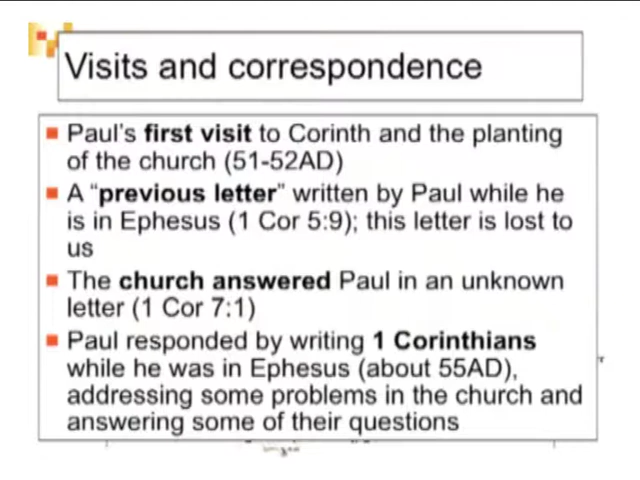 Visits and correspondence
Paul's first visit to Corinth and the planting
of the church (51-52AD)
A “previous letter” written by Paul while he
is in Ephesus (1 Cor 5:9); this letter is lost to
us
The church answered Paul in an unknown
letter (1 Cor 7:1)
Paul responded by writing 1 Corinthians
while he was in Ephesus (about 55AD),
addressing some problems in the church and
answering some of their questions